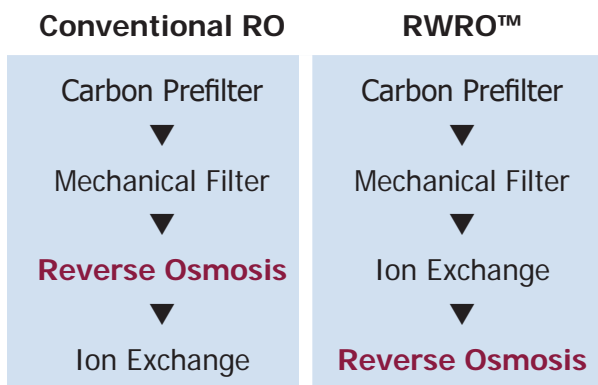 Conventional RO
Carbon Prefilter
Mechanical Filter
Reverse Osmosis
Ion Exchange
RWRO™
Carbon Prefilter
Mechanical Filter
Ion Exchange
Reverse Osmosis